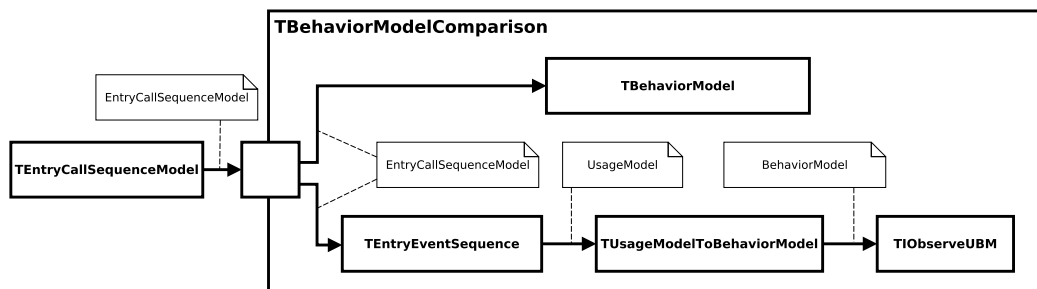 TBehaviorModelComparison
EntryCallSequenceModel
TBehaviorModel
TEntryCallSequenceModel
EntryCallSequenceModel
UsageModel
BehaviorModel
TEntryEventSequence
TUsageModelToBehaviorModel
TIObserveUBM